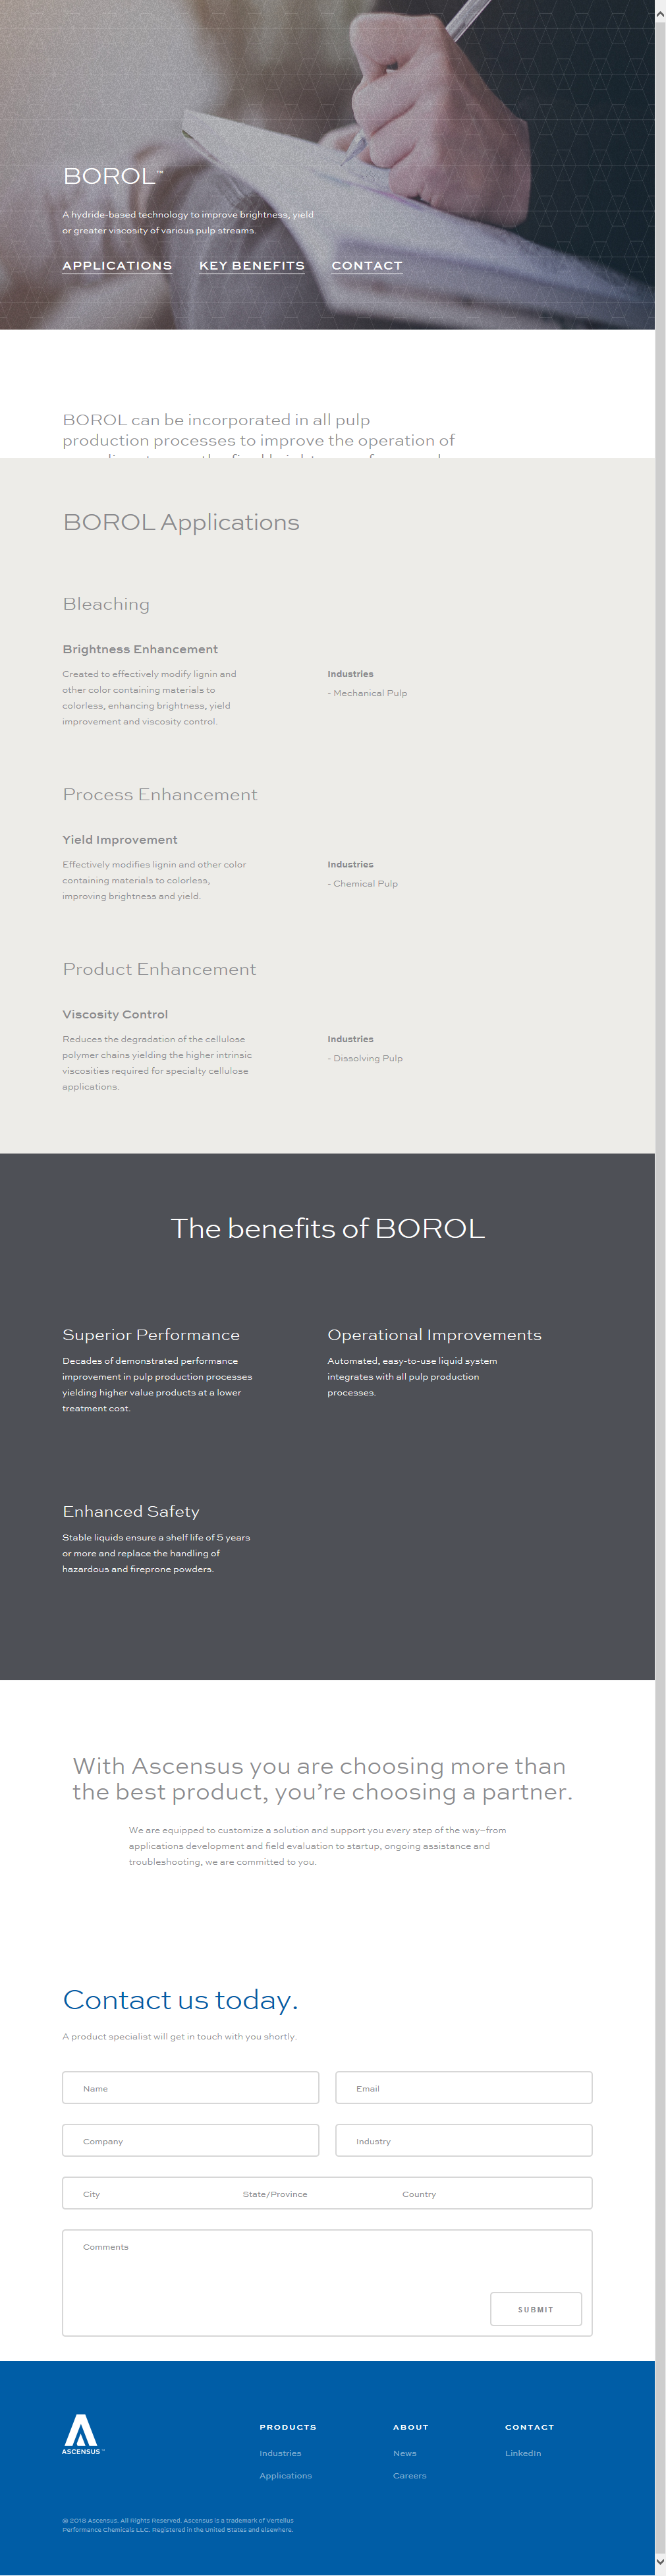 BOROL™
A hydride-based technology to improve brightness, yield
or greater viscosity of various pulp streams.
APPLICATIONS KEY BENEFITS CONTACT
BOROL can be incorporated in all pulp
production processes to improve the operation of
BOROL Applications
Bleaching
Brightness Enhancement
Created to effectively modify lignin and
other color containing materials to
colorless, enhancing brightness, yield
improvement and viscosity control.
Industries
- Mechanical Pulp
Process Enhancement
Yield Improvement
Effectively modifies lignin and other color
containing materials to colorless,
improving brightness and yield.
Industries
- Chemical Pulp
Product Enhancement
Viscosity Control
Reduces the degradation of the cellulose
polymer chains yielding the higher intrinsic
viscosities required for specialty cellulose
applications.
Industries
- Dissolving Pulp
The benefits of BOROL
Superior Performance
Decades of demonstrated performance
improvement in pulp production processes
yielding higher value products at a lower
treatment cost.
Operational Improvements
Automated, easy-to-use liquid system
integrates with all pulp production
processes.
Enhanced Safety
Stable liquids ensure a shelf life of 5 years
or more and replace the handling of
hazardous and fireprone powders.
With Ascensus you are choosing more than
the best product, you’re choosing a partner.
We are equipped to customize a solution and support you every step of the way–from
applications development and field evaluation to startup, ongoing assistance and
troubleshooting, we are committed to you.
Contact us today.
A product specialist will get in touch with you shortly.
Name Email
Company Industry
City State/Province Country
Comments
SUBMIT
ASCENSUS™
PRODUCTS
Industries
Applications
ABOUT
News
Careers
CONTACT
LinkedIn
© 2018 Ascensus. All Rights Reserved. Ascensus is a trademark of Vertellus
Performance Chemicals LLC. Registered in the United States and elsewhere.